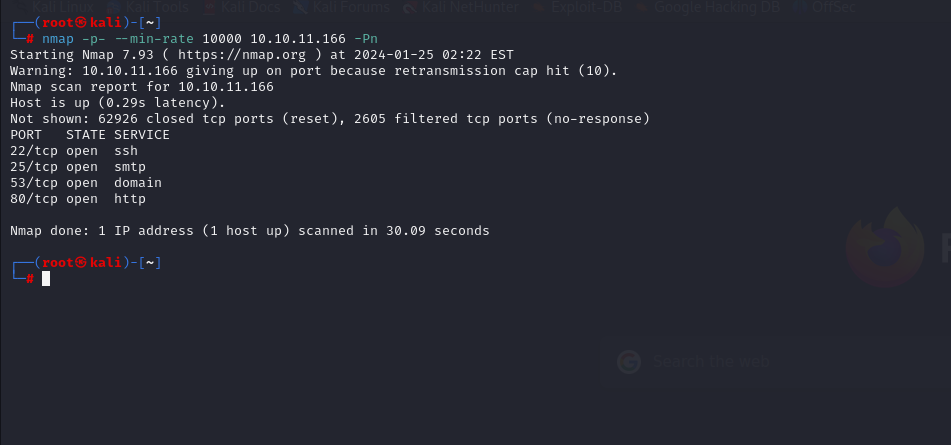 Kali Linux Kali Tools Kali Docs Kali Forums Kali NetHunter Exploit-DB Google Hacking DB OffSec
┌──(root㉿kali)-[~]
└─# nmap -p- --min-rate 10000 10.10.11.166 -Pn
Starting Nmap 7.93 ( https://nmap.org ) at 2024-01-25 02:22 EST
Warning: 10.10.11.166 giving up on port because retransmission cap hit (10).
Nmap scan report for 10.10.11.166
Host is up (0.29s latency).
Not shown: 62926 closed tcp ports (reset), 2605 filtered tcp ports (no-response)
PORT   STATE SERVICE
22/tcp open  ssh
25/tcp open  smtp
53/tcp open  domain
80/tcp open  http
Nmap done: 1 IP address (1 host up) scanned in 30.09 seconds
┌──(root㉿kali)-[~]
└─#
Search the web